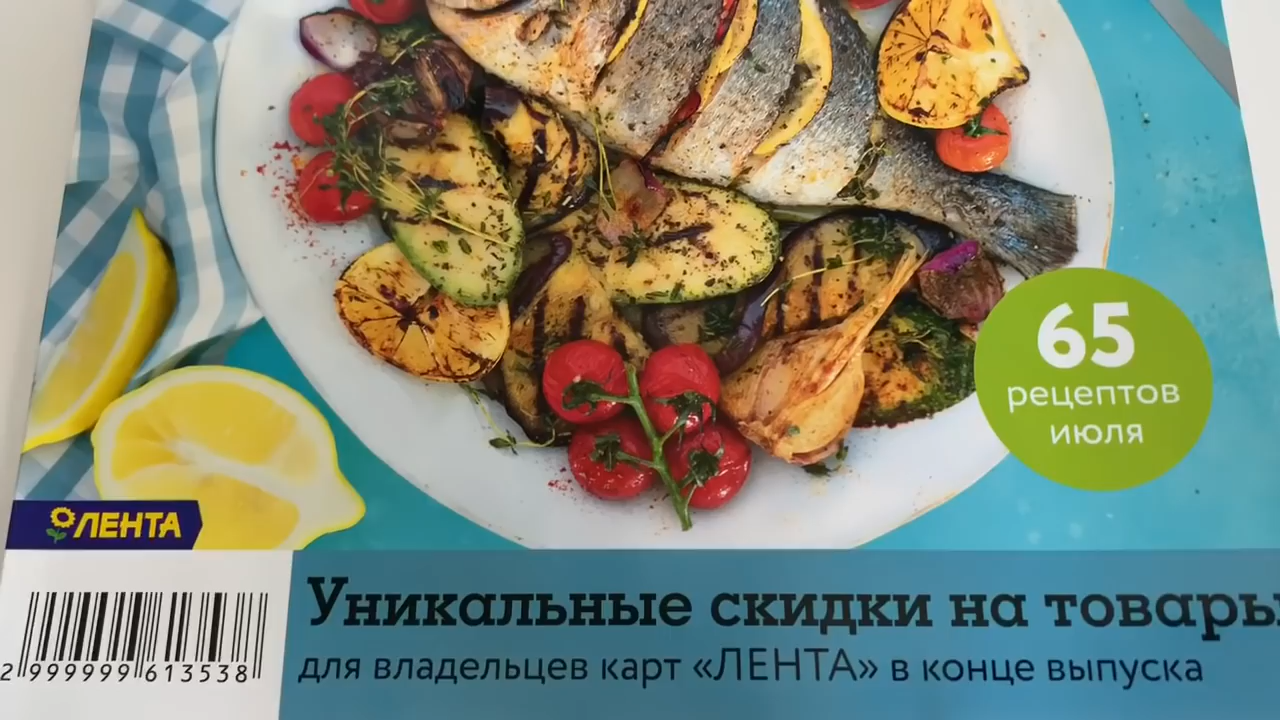 65
рецептов
июля
ЛЕНТА
Уникальные скидки на товары
для владельцев карт «ЛЕНТА» в конце выпуска
2 999999 613538